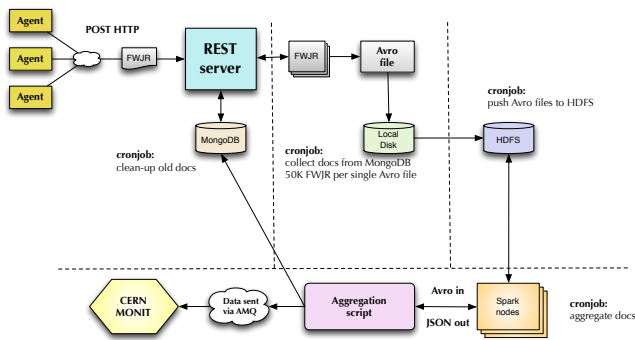 Agent
POST HTTP
Agent
FWJR
REST
server
FWJR
Avro
file
Agent
cronjob:
push Avro files to HDFS
MongoDB
Local
Disk
HDFS
cronjob:
clean-up old docs
cronjob:
collect docs from MongoDB
50K FWJR per single Avro file
CERN
MONIT
Data sent
via AMQ
Aggregation
script
Avro in
JSON out
Spark
nodes
cronjob:
aggregate docs